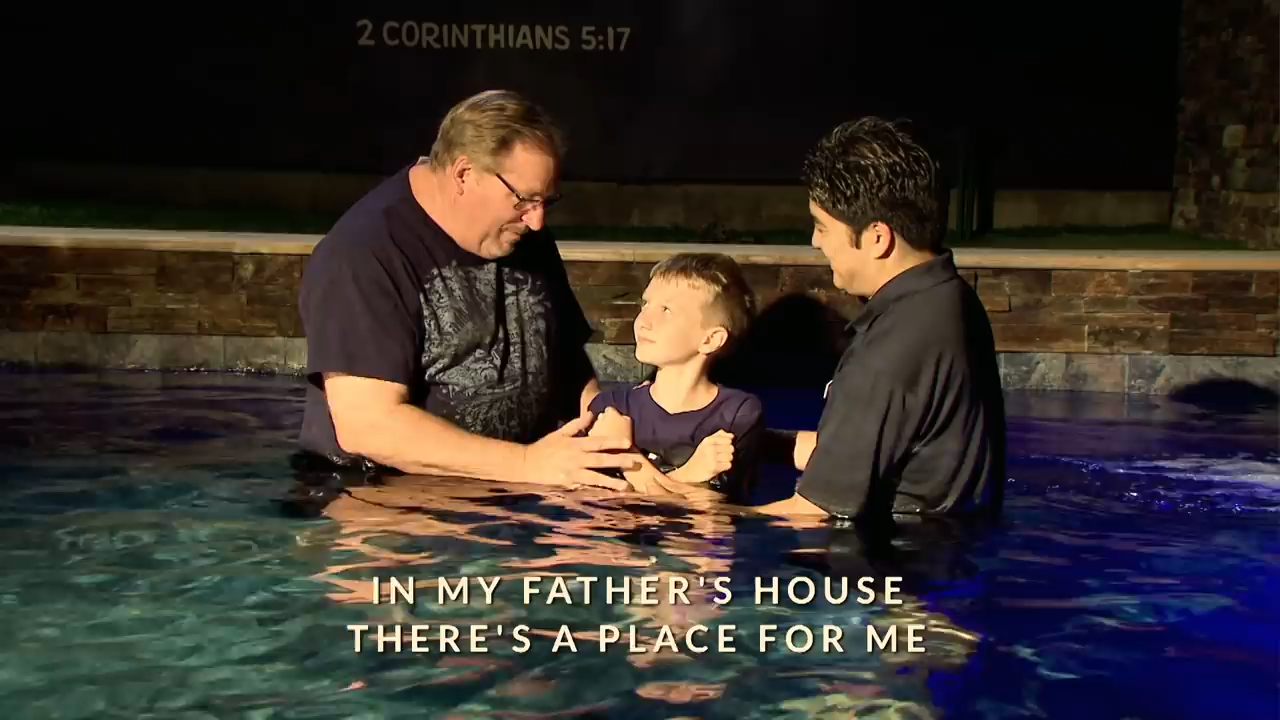 2 CORINTHIANS 5:17
IN MY FATHER'S HOUSE
THERE'S A PLACE FOR ME